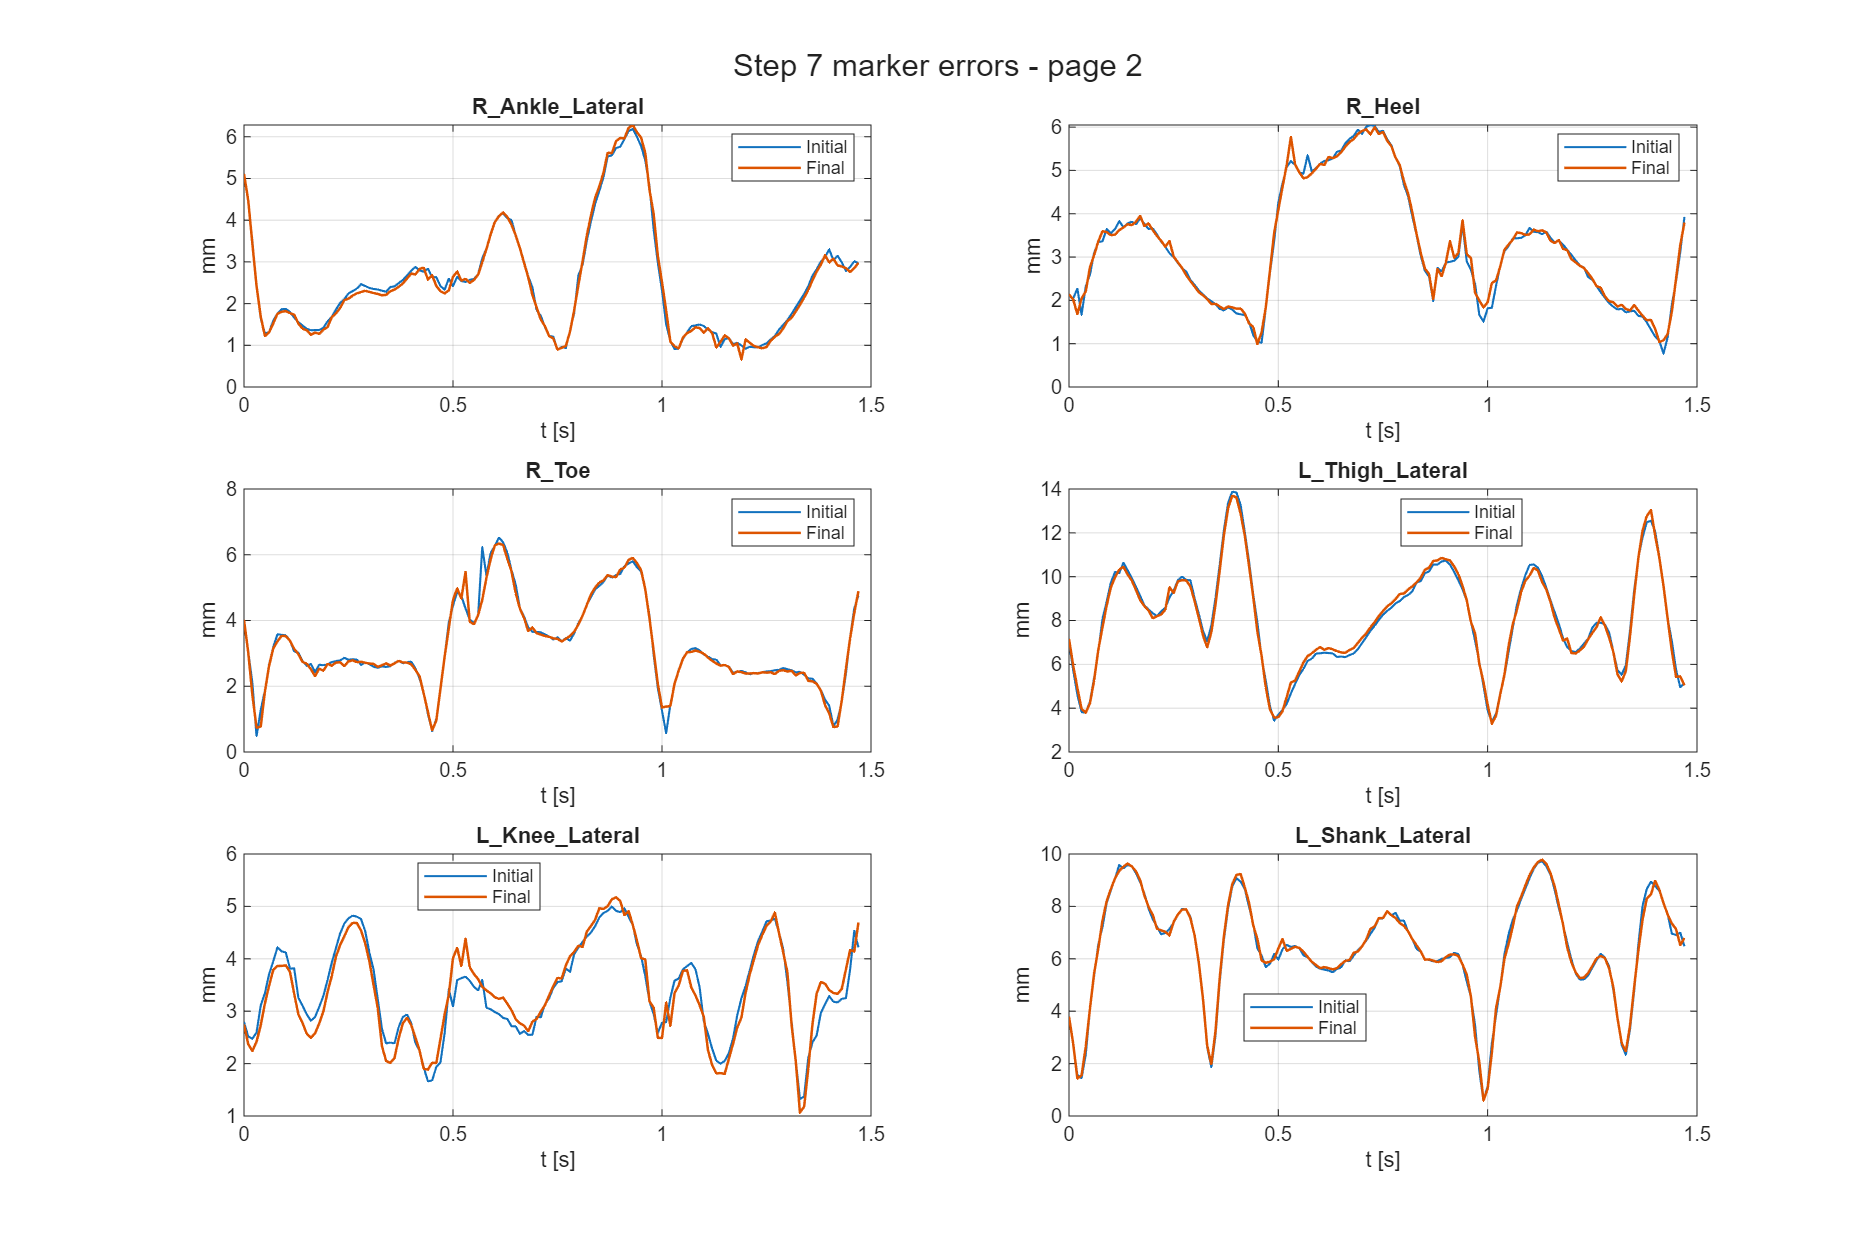 Step 7 marker errors - page 2
R_Ankle_Lateral
6
5
4
3
2
1
0
mm
Initial
Final
0 0.5 1 1.5
t [s]
R_Heel
6
5
4
3
2
1
0
mm
Initial
Final
0 0.5 1 1.5
t [s]
R_Toe
8
6
4
2
0
mm
Initial
Final
0 0.5 1 1.5
t [s]
L_Thigh_Lateral
14
12
10
8
6
4
2
mm
Initial
Final
0 0.5 1 1.5
t [s]
L_Knee_Lateral
6
5
4
3
2
1
mm
Initial
Final
0 0.5 1 1.5
t [s]
L_Shank_Lateral
10
8
6
4
2
0
mm
Initial
Final
0 0.5 1 1.5
t [s]